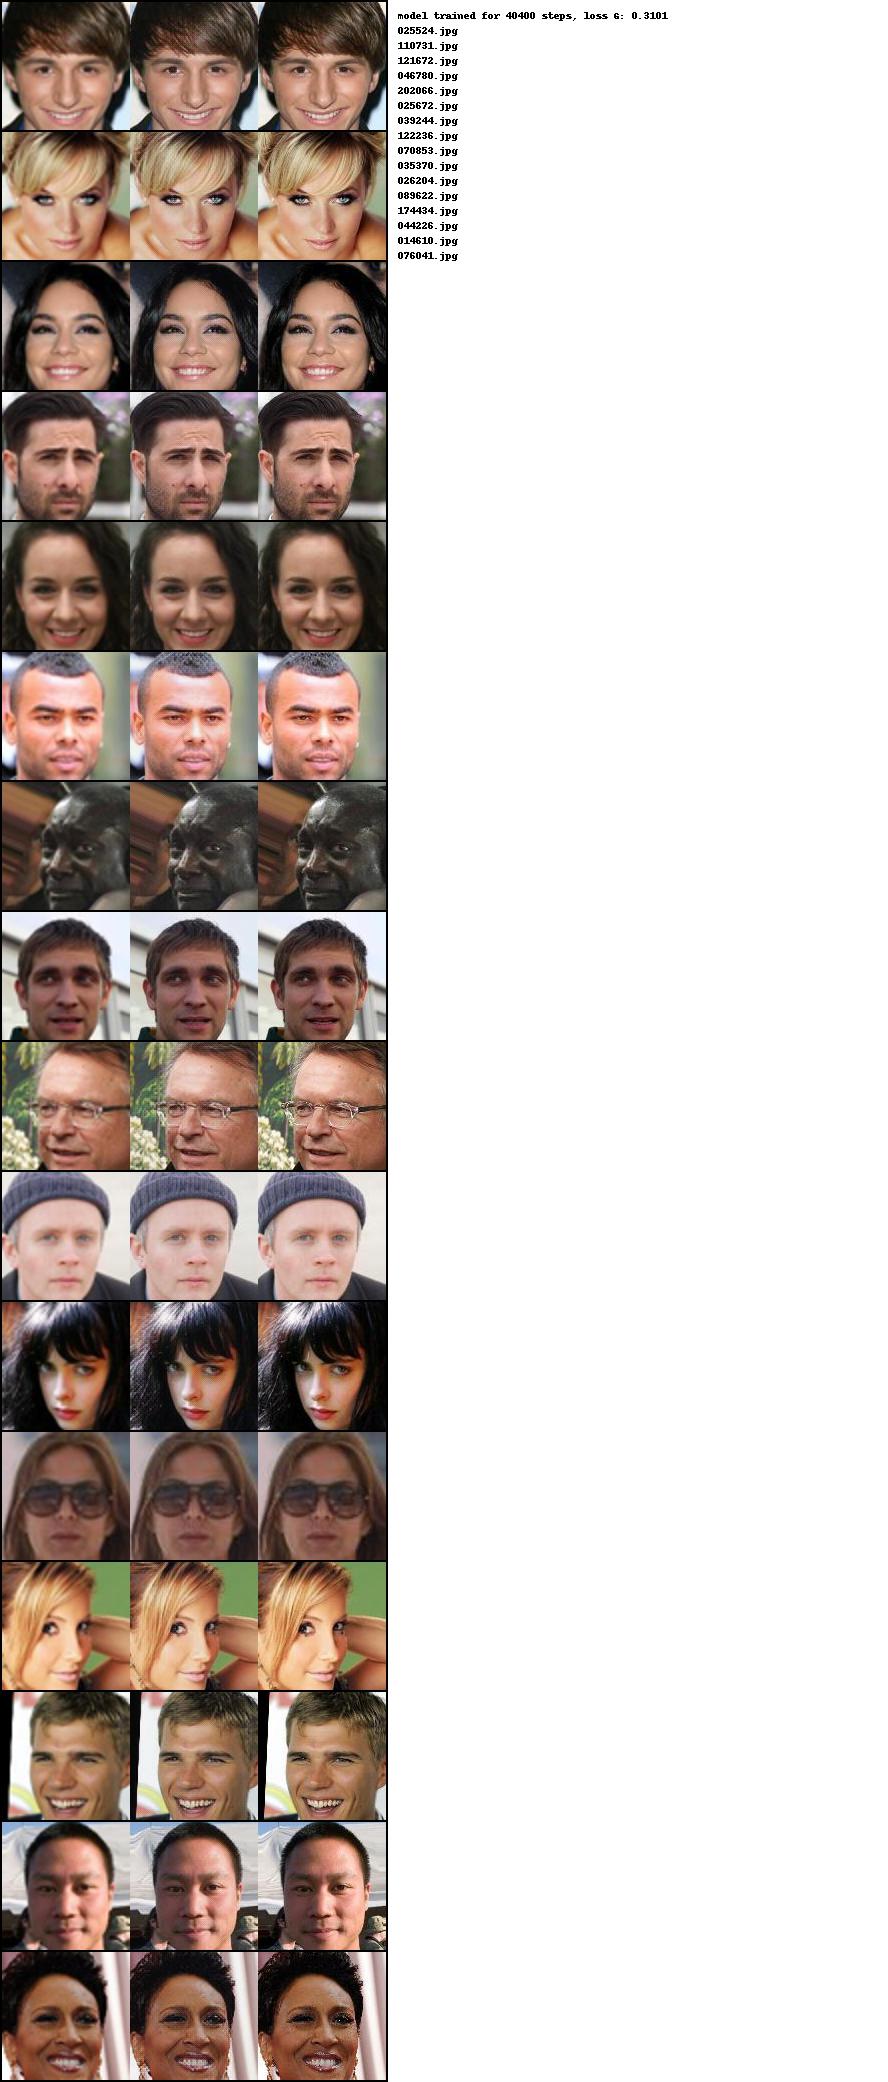 model trained for 40400 steps, loss G: 0.3101
025524.jpg
110731.jpg
121672.jpg
046780.jpg
202066.jpg
025672.jpg
039244.jpg
122236.jpg
070853.jpg
035370.jpg
026204.jpg
089622.jpg
174434.jpg
044226.jpg
014610.jpg
076041.jpg